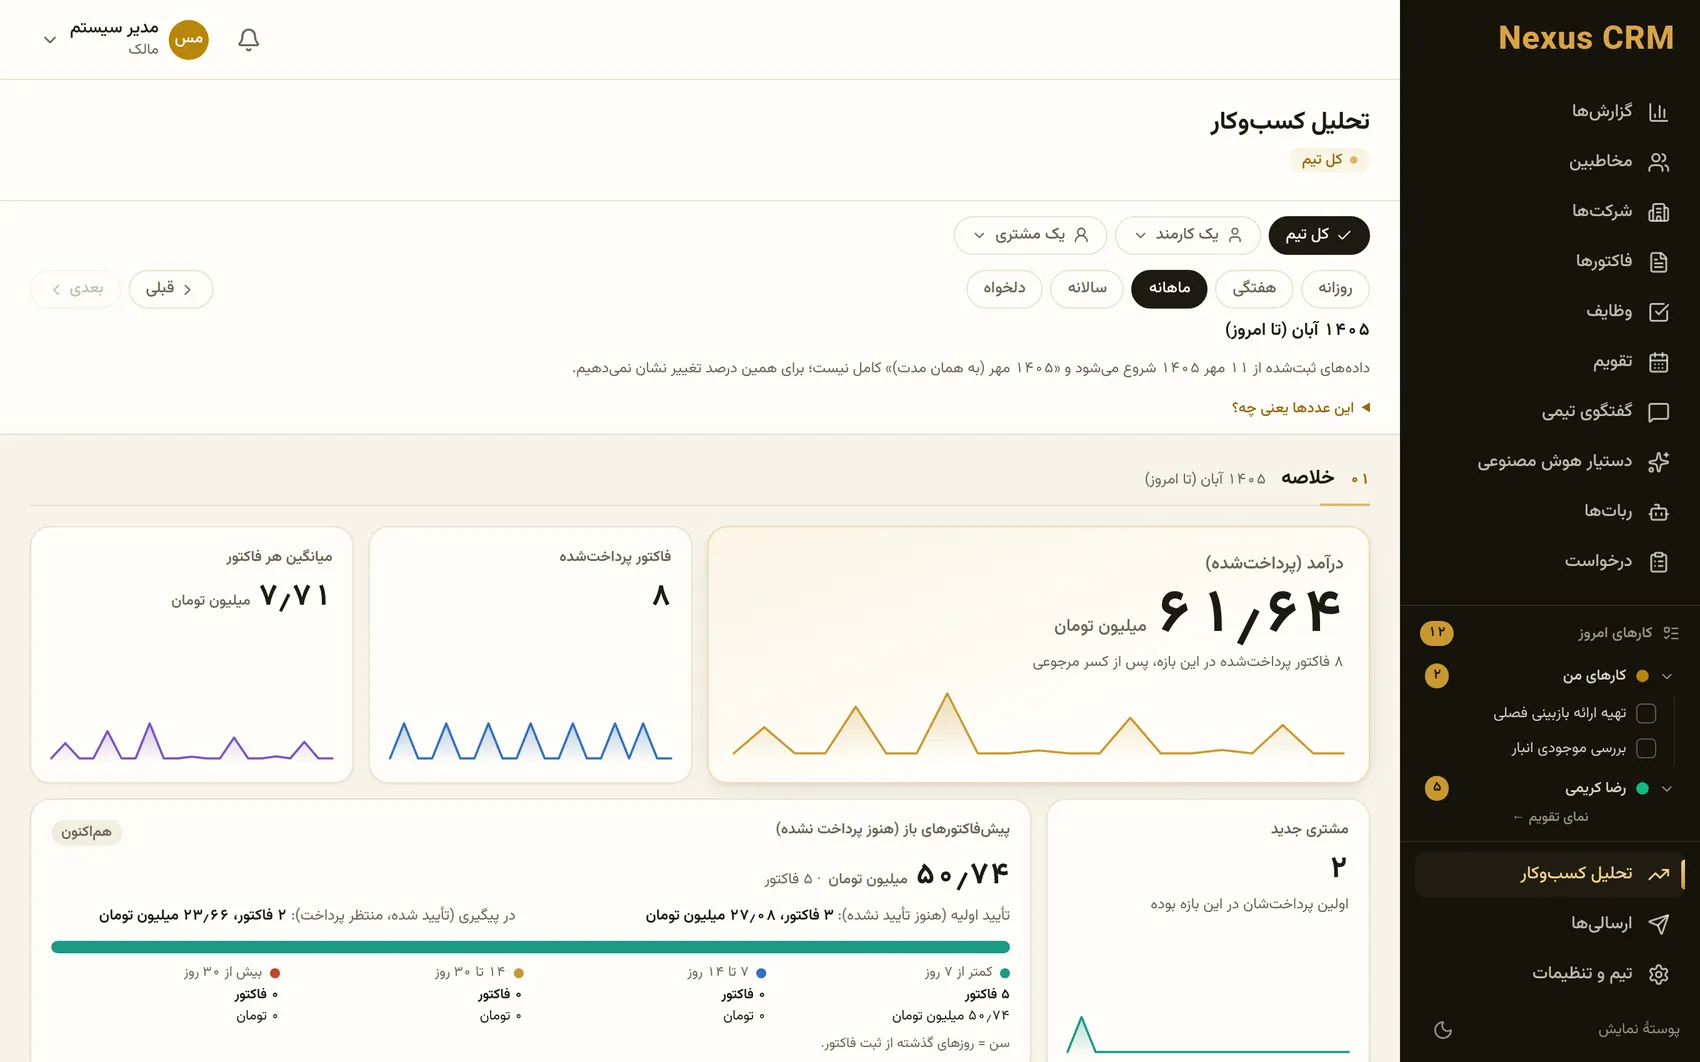 Nexus CRM
گزارش‌ها
مخاطبین
شرکت‌ها
فاکتورها
وظایف
تقویم
گفتگوی تیمی
دستیار هوش مصنوعی
ربات‌ها
درخواست
کارهای امروز ۱۲
کارهای من ۲
تهیه ارائه بازبینی فصلی
بررسی موجودی انبار
رضا کریمی ۵
نمای تقویم ←
تحلیل کسب‌وکار
ارسالی‌ها
تیم و تنظیمات
پوستهٔ نمایش
مس مدیر سیستم
مالک
تحلیل کسب‌وکار
کل تیم
کل تیم یک کارمند یک مشتری
روزانه هفتگی ماهانه سالانه دلخواه قبلی بعدی
۱۴۰۵ آبان (تا امروز)
داده‌های ثبت‌شده از ۱۱ مهر ۱۴۰۵ شروع می‌شود و «۱۴۰۵ مهر (به همان مدت)» کامل نیست؛ برای همین درصد تغییر نشان نمی‌دهیم.
این عددها یعنی چه؟
۰۱ خلاصه ۱۴۰۵ آبان (تا امروز)
درآمد (پرداخت‌شده)
۶۱٫۶۴ میلیون تومان
۸ فاکتور پرداخت‌شده در این بازه، پس از کسر مرجوعی
فاکتور پرداخت‌شده
۸
میانگین هر فاکتور
۷٫۷۱ میلیون تومان
مشتری جدید
۲
اولین پرداخت‌شان در این بازه بوده
پیش‌فاکتورهای باز (هنوز پرداخت نشده) هم‌اکنون
۵۰٫۷۴ میلیون تومان · ۵ فاکتور
تأیید اولیه (هنوز تأیید نشده): ۳ فاکتور، ۲۷٫۰۸ میلیون تومان در پیگیری (تأیید شده، منتظر پرداخت): ۲ فاکتور، ۲۳٫۶۶ میلیون تومان
کمتر از ۷ روز ۷ تا ۱۴ روز ۱۴ تا ۳۰ روز بیش از ۳۰ روز
۵ فاکتور ۰ فاکتور ۰ فاکتور ۰ فاکتور
۵۰٫۷۴ میلیون تومان ۰ تومان ۰ تومان ۰ تومان
سن = روزهای گذشته از ثبت فاکتور.